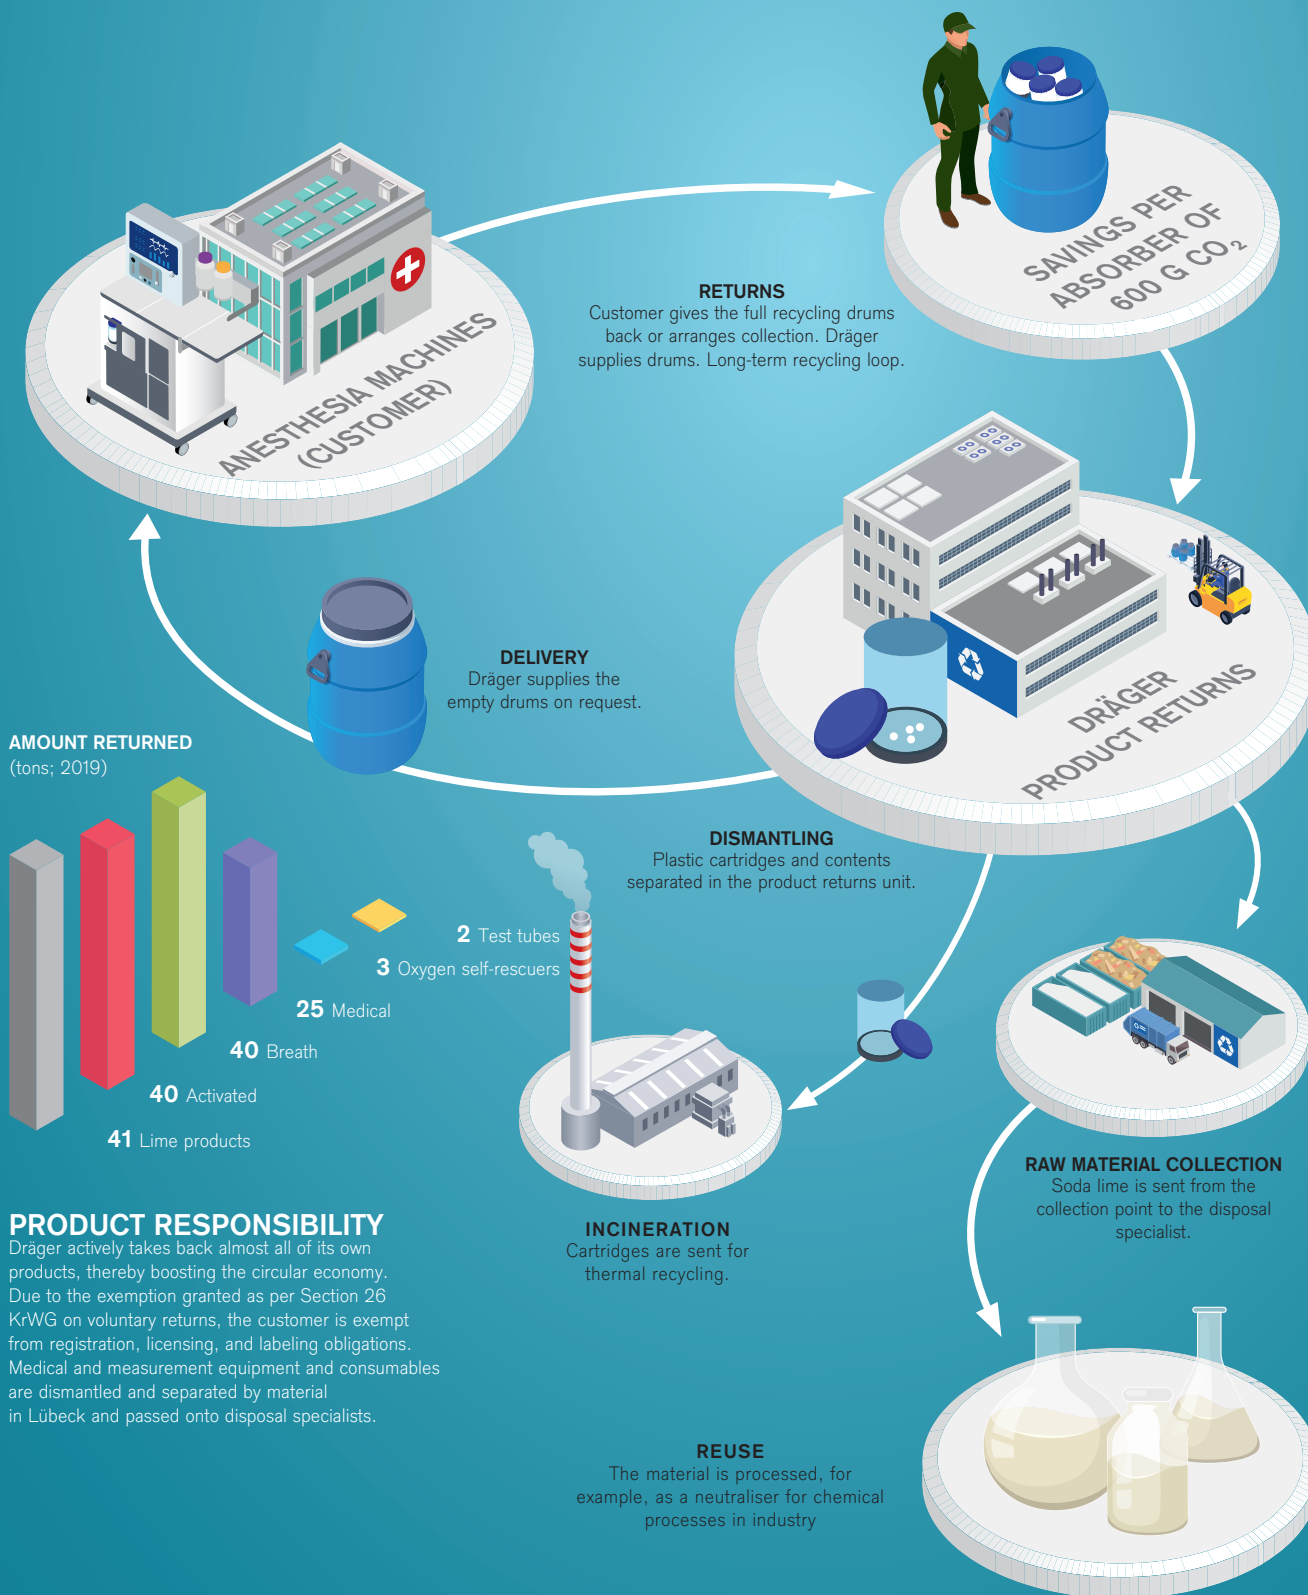 SAVINGS PER
ABSORBER OF
600 G CO₂
ANESTHESIA MACHINES
(CUSTOMER)
RETURNS
Customer gives the full recycling drums
back or arranges collection. Dräger
supplies drums. Long-term recycling loop.
DRÄGER
PRODUCT RETURNS
DELIVERY
Dräger supplies the
empty drums on request.
AMOUNT RETURNED
(tons; 2019)
2 Test tubes
3 Oxygen self-rescuers
25 Medical
40 Breath
40 Activated
41 Lime products
DISMANTLING
Plastic cartridges and contents
separated in the product returns unit.
RAW MATERIAL COLLECTION
Soda lime is sent from the
collection point to the disposal
specialist.
INCINERATION
Cartridges are sent for
thermal recycling.
PRODUCT RESPONSIBILITY
Dräger actively takes back almost all of its own
products, thereby boosting the circular economy.
Due to the exemption granted as per Section 26
KrWG on voluntary returns, the customer is exempt
from registration, licensing, and labeling obligations.
Medical and measurement equipment and consumables
are dismantled and separated by material
in Lübeck and passed onto disposal specialists.
REUSE
The material is processed, for
example, as a neutraliser for chemical
processes in industry